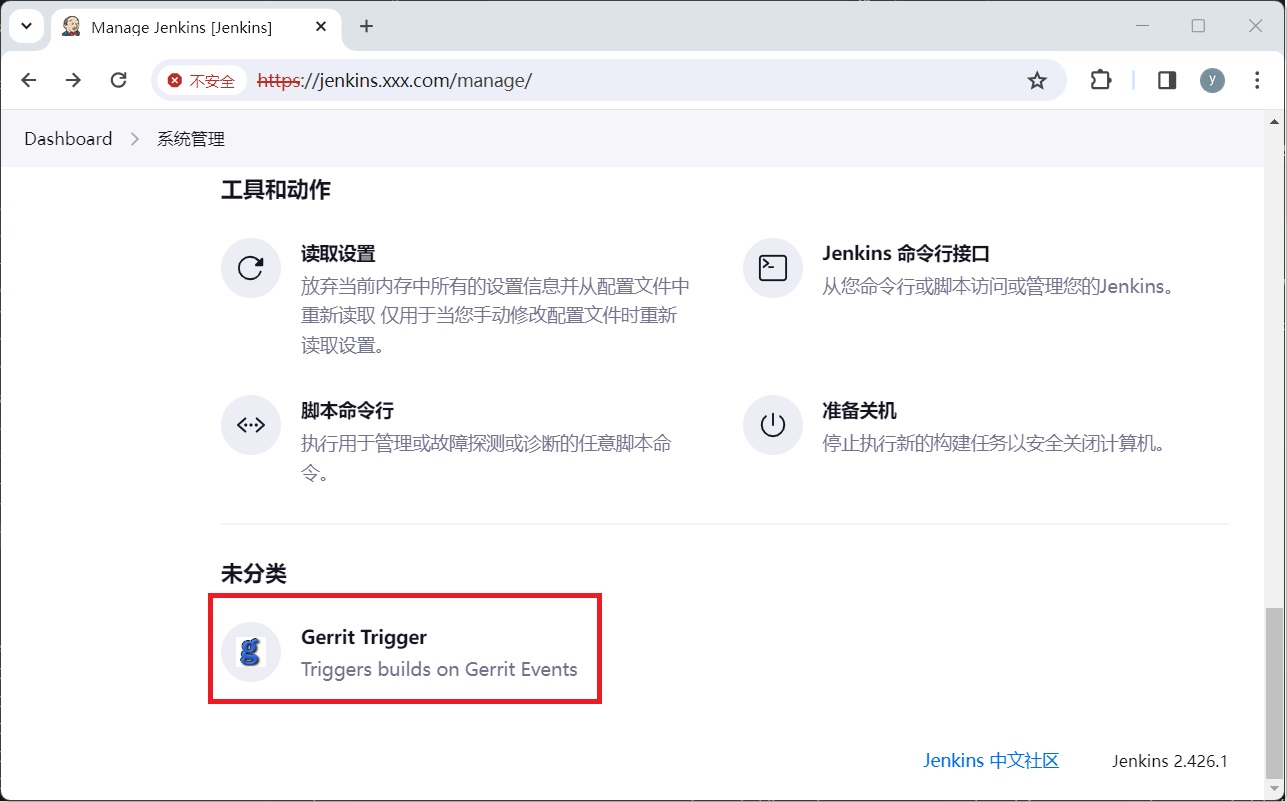 Manage Jenkins [Jenkins]
不安全 https://jenkins.xxx.com/manage/
y
Dashboard 系统管理
工具和动作
读取设置
放弃当前内存中所有的设置信息并从配置文件中
重新读取 仅用于当您手动修改配置文件时重新
读取设置。
Jenkins 命令行接口
从您命令行或脚本访问或管理您的Jenkins。
脚本命令行
执行用于管理或故障探测或诊断的任意脚本命
令。
准备关机
停止执行新的构建任务以安全关闭计算机。
未分类
g
Gerrit Trigger
Triggers builds on Gerrit Events
Jenkins 中文社区 Jenkins 2.426.1